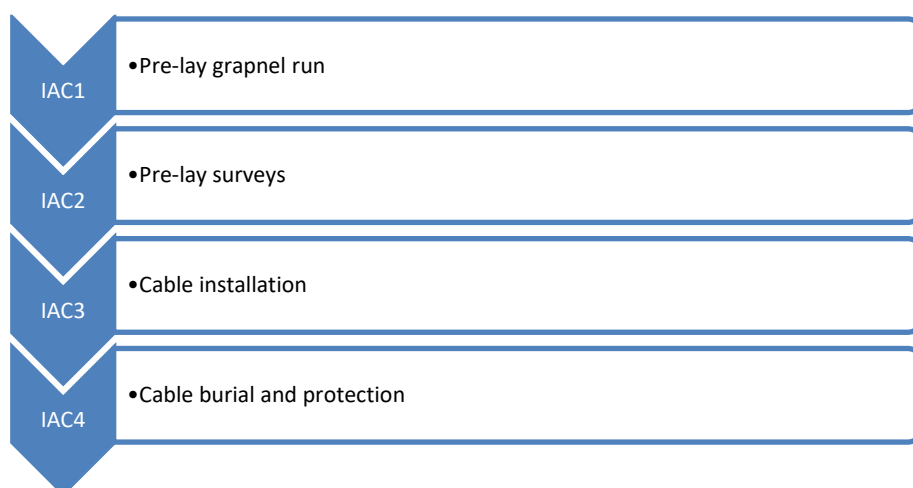 IAC1
•Pre-lay grapnel run
IAC2
•Pre-lay surveys
IAC3
•Cable installation
IAC4
•Cable burial and protection